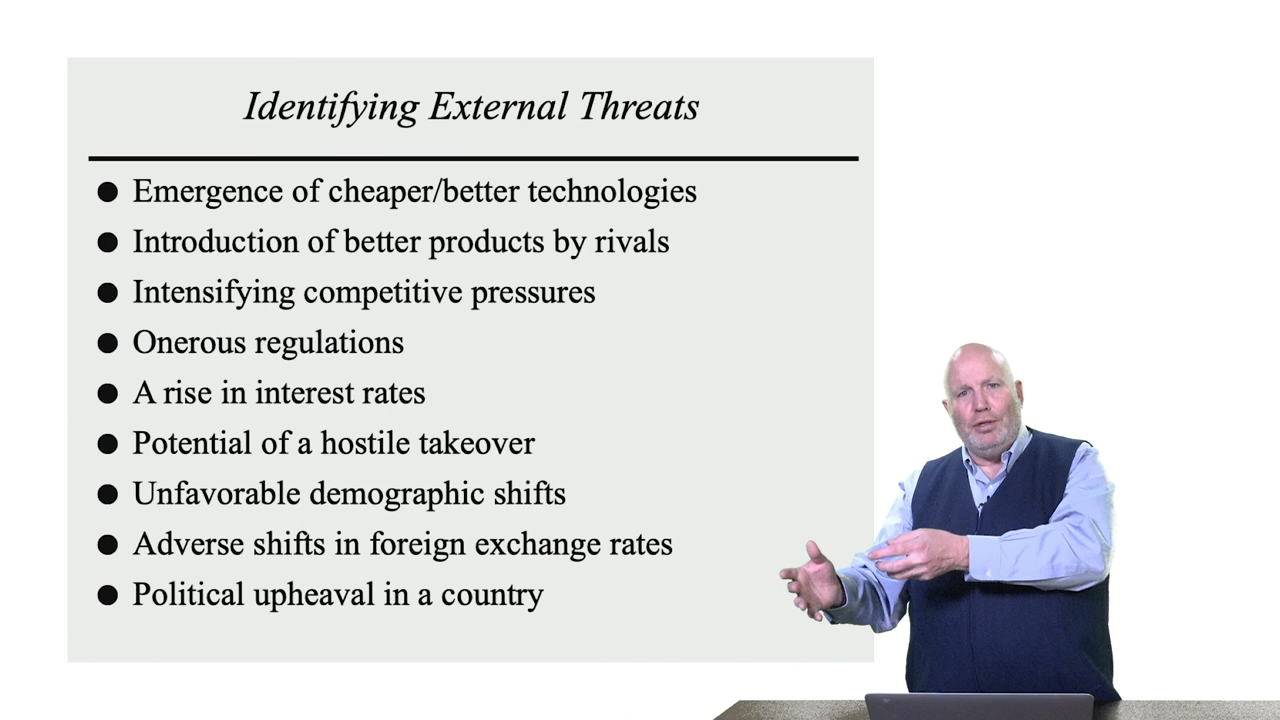 Identifying External Threats
● Emergence of cheaper/better technologies
● Introduction of better products by rivals
● Intensifying competitive pressures
● Onerous regulations
● A rise in interest rates
● Potential of a hostile takeover
● Unfavorable demographic shifts
● Adverse shifts in foreign exchange rates
● Political upheaval in a country